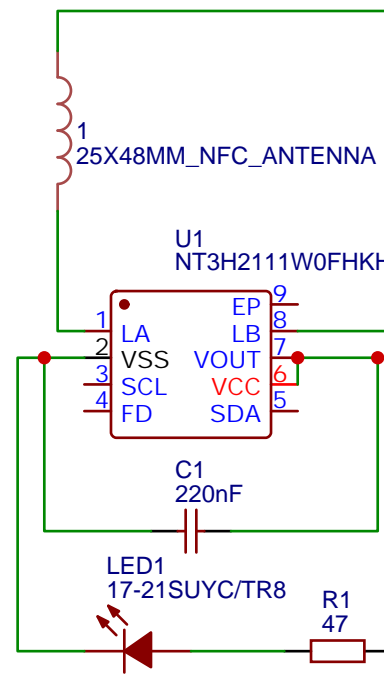 1
25X48MM_NFC_ANTENNA
U1
NT3H2111W0FHKH
1 LA
2 VSS
3 SCL
4 FD
EP 9
LB 8
VOUT 7
VCC 6
SDA 5
C1
220nF
LED1
17-21SUYC/TR8
R1
47